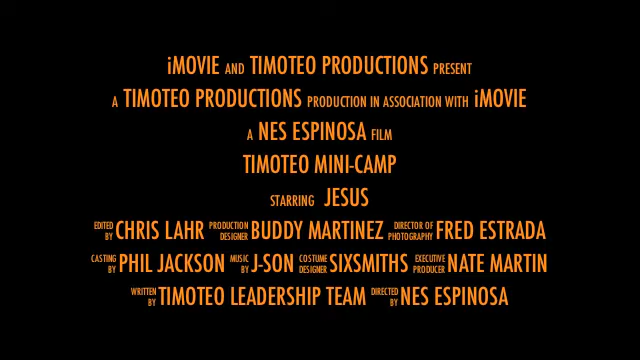 iMOVIE AND TIMOTEO PRODUCTIONS PRESENT
A TIMOTEO PRODUCTIONS PRODUCTION IN ASSOCIATION WITH iMOVIE
A NES ESPINOSA FILM
TIMOTEO MINI-CAMP
STARRING JESUS
EDITED BY CHRIS LAHR PRODUCTION DESIGNER BUDDY MARTINEZ DIRECTOR OF PHOTOGRAPHY FRED ESTRADA
CASTING BY PHIL JACKSON MUSIC BY J-SON COSTUME DESIGNER SIXSMITHS EXECUTIVE PRODUCER NATE MARTIN
WRITTEN BY TIMOTEO LEADERSHIP TEAM DIRECTED BY NES ESPINOSA